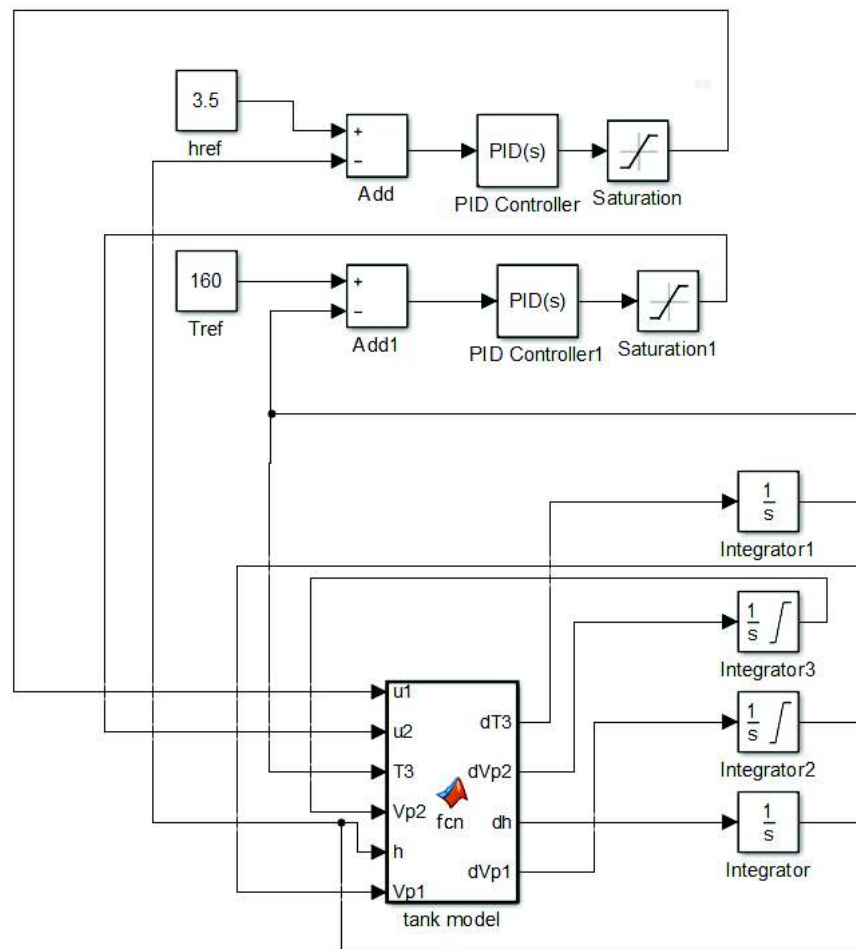 3.5
href
+
−
Add
PID(s)
PID Controller
Saturation
160
Tref
+
−
Add1
PID(s)
PID Controller1
Saturation1
1
s
Integrator1
1
s
Integrator3
1
s
Integrator2
1
s
Integrator
u1
u2
T3
Vp2
h
Vp1
fcn
dT3
dVp2
dh
dVp1
tank model